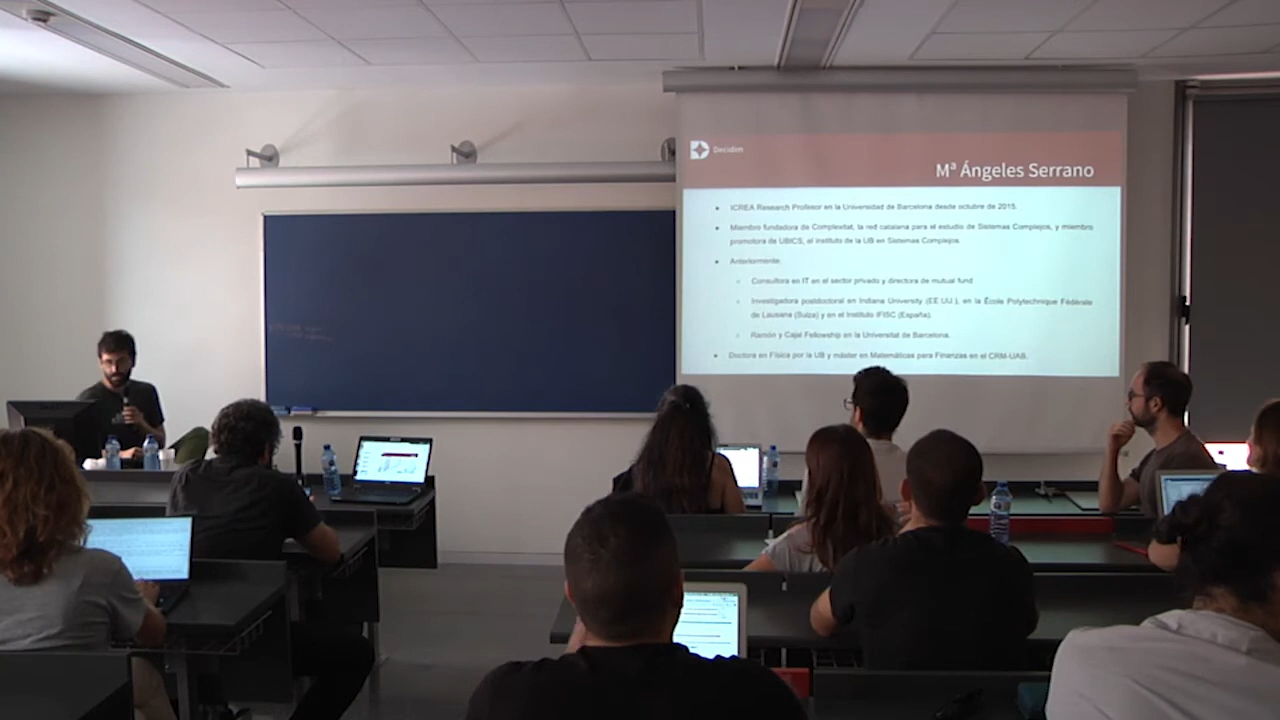 Decidim
Mª Ángeles Serrano
ICREA Research Profesor en la Universidad de Barcelona desde octubre de 2015.
Miembro fundadora de Complexitat, la red catalana para el estudio de Sistemas Complejos, y miembro
promotora de UBICS, el instituto de la UB en Sistemas Complejos.
Anteriormente:
Consultora en IT en el sector privado y directora de mutual fund
Investigadora postdoctoral en Indiana University (EE.UU.), en la École Polytechnique Fédérale
de Lausana (Suiza) y en el Instituto IFISC (España).
Ramón y Cajal Fellowship en la Universitat de Barcelona.
Doctora en Física por la UB y máster en Matemáticas para Finanzas en el CRM-UAB.